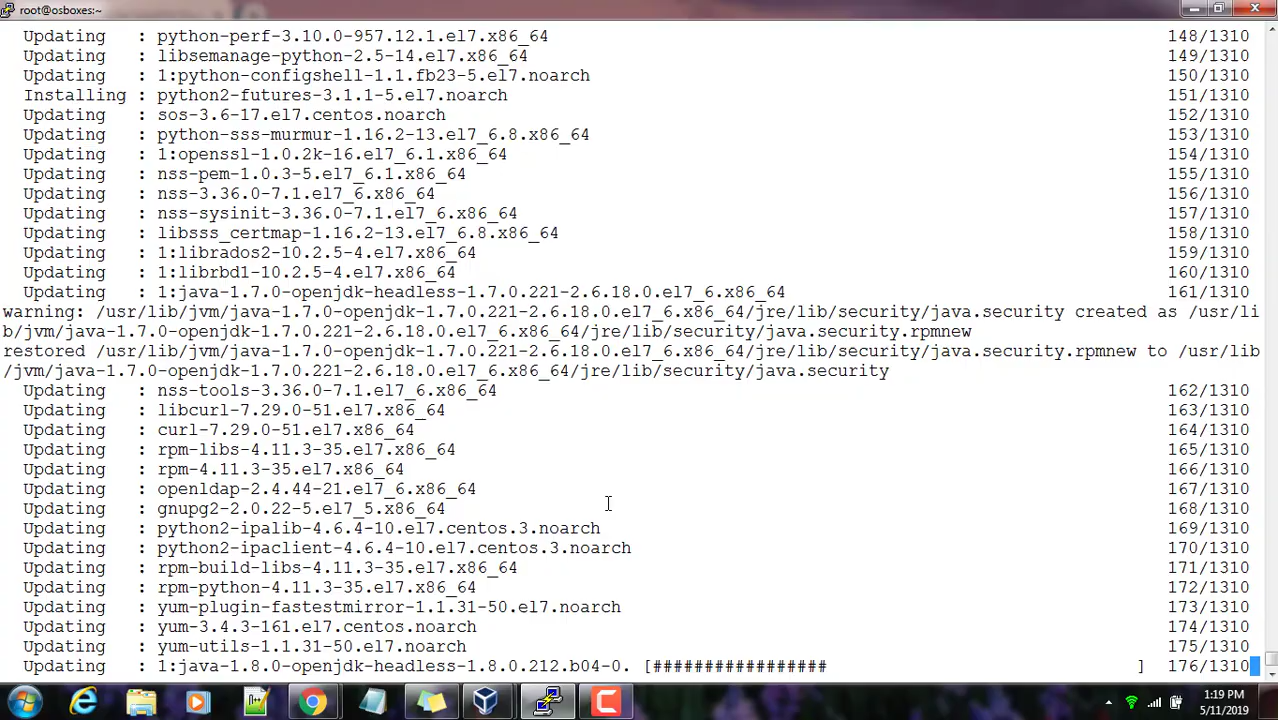 root@osboxes:~
Updating   : python-perf-3.10.0-957.12.1.el7.x86_64 148/1310
Updating   : libsemanage-python-2.5-14.el7.x86_64 149/1310
Updating   : 1:python-configshell-1.1.fb23-5.el7.noarch 150/1310
Installing : python2-futures-3.1.1-5.el7.noarch 151/1310
Updating   : sos-3.6-17.el7.centos.noarch 152/1310
Updating   : python-sss-murmur-1.16.2-13.el7_6.8.x86_64 153/1310
Updating   : 1:openssl-1.0.2k-16.el7_6.1.x86_64 154/1310
Updating   : nss-pem-1.0.3-5.el7_6.1.x86_64 155/1310
Updating   : nss-3.36.0-7.1.el7_6.x86_64 156/1310
Updating   : nss-sysinit-3.36.0-7.1.el7_6.x86_64 157/1310
Updating   : libsss_certmap-1.16.2-13.el7_6.8.x86_64 158/1310
Updating   : 1:librados2-10.2.5-4.el7.x86_64 159/1310
Updating   : 1:librbd1-10.2.5-4.el7.x86_64 160/1310
Updating   : 1:java-1.7.0-openjdk-headless-1.7.0.221-2.6.18.0.el7_6.x86_64 161/1310
warning: /usr/lib/jvm/java-1.7.0-openjdk-1.7.0.221-2.6.18.0.el7_6.x86_64/jre/lib/security/java.security created as /usr/li
b/jvm/java-1.7.0-openjdk-1.7.0.221-2.6.18.0.el7_6.x86_64/jre/lib/security/java.security.rpmnew
restored /usr/lib/jvm/java-1.7.0-openjdk-1.7.0.221-2.6.18.0.el7_6.x86_64/jre/lib/security/java.security.rpmnew to /usr/lib
/jvm/java-1.7.0-openjdk-1.7.0.221-2.6.18.0.el7_6.x86_64/jre/lib/security/java.security
Updating   : nss-tools-3.36.0-7.1.el7_6.x86_64 162/1310
Updating   : libcurl-7.29.0-51.el7.x86_64 163/1310
Updating   : curl-7.29.0-51.el7.x86_64 164/1310
Updating   : rpm-libs-4.11.3-35.el7.x86_64 165/1310
Updating   : rpm-4.11.3-35.el7.x86_64 166/1310
Updating   : openldap-2.4.44-21.el7_6.x86_64 167/1310
Updating   : gnupg2-2.0.22-5.el7_5.x86_64 168/1310
Updating   : python2-ipalib-4.6.4-10.el7.centos.3.noarch 169/1310
Updating   : python2-ipaclient-4.6.4-10.el7.centos.3.noarch 170/1310
Updating   : rpm-build-libs-4.11.3-35.el7.x86_64 171/1310
Updating   : rpm-python-4.11.3-35.el7.x86_64 172/1310
Updating   : yum-plugin-fastestmirror-1.1.31-50.el7.noarch 173/1310
Updating   : yum-3.4.3-161.el7.centos.noarch 174/1310
Updating   : yum-utils-1.1.31-50.el7.noarch 175/1310
Updating   : 1:java-1.8.0-openjdk-headless-1.8.0.212.b04-0. [################# ] 176/1310
1:19 PM
5/11/2019